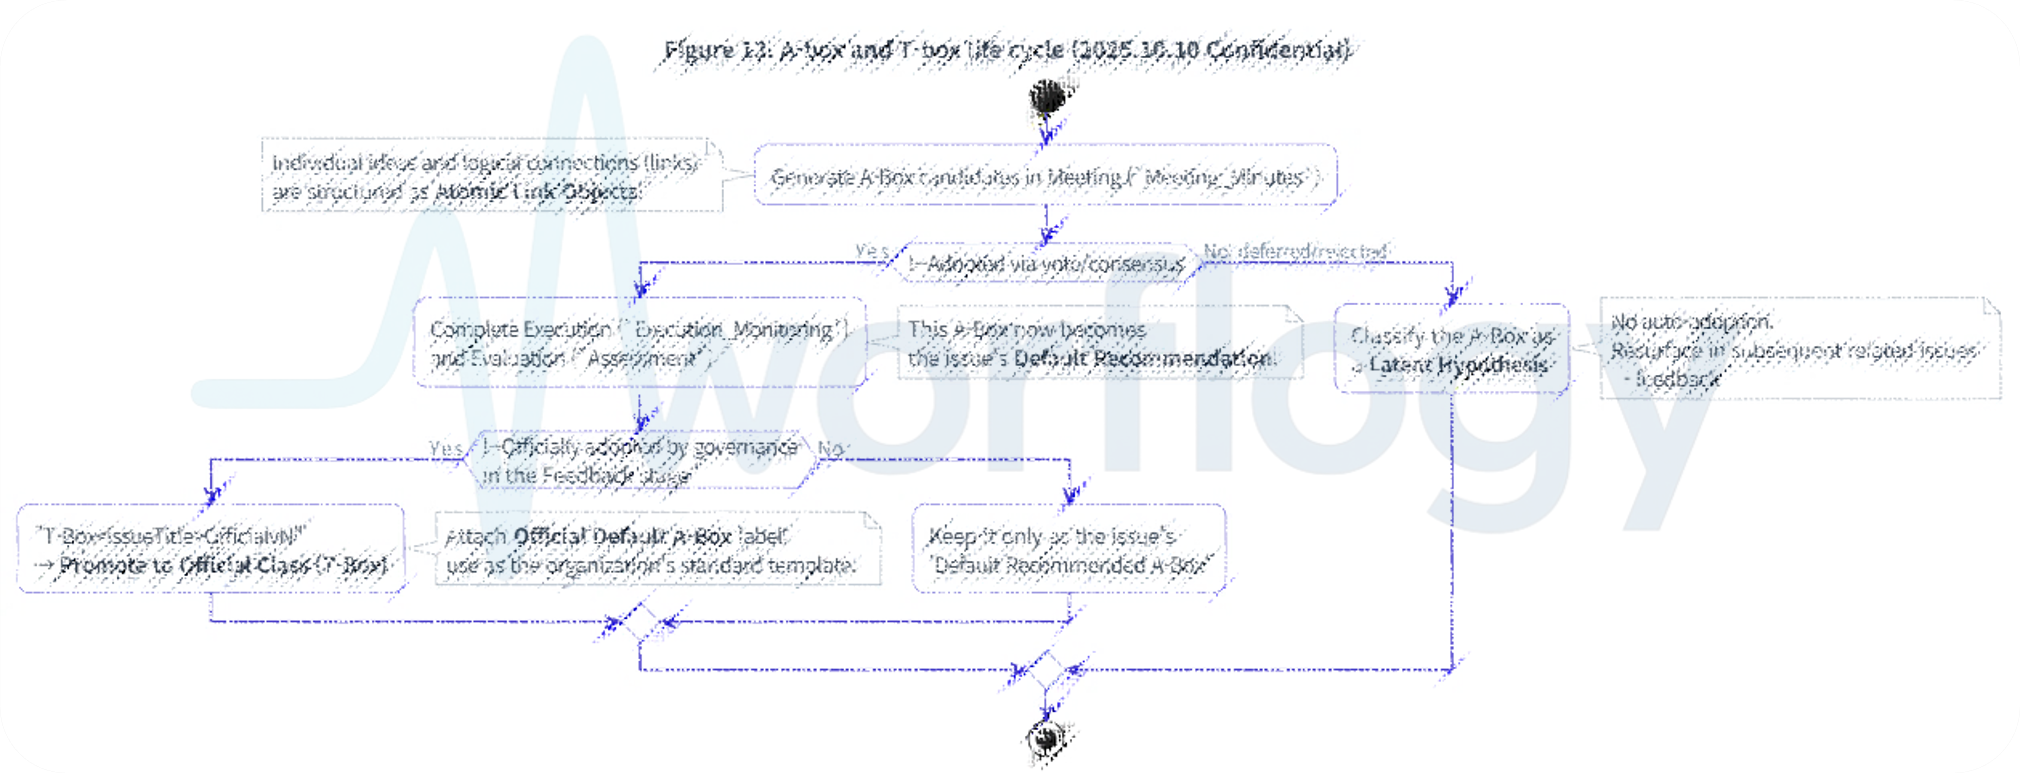 Figure 13. A-box and T-box life cycle (2025.10.10 Confidential)
Individual ideas and logical connections (links)
are structured as Atomic Link Objects.
Generate A-Box candidates in Meeting (`Meeting_Minutes`)
Yes
Adopted via vote/consensus
No: deferred/rejected
Complete Execution (`Execution_Monitoring`)
and Evaluation (`Assessment`)
This A-Box now becomes
the issue's Default Recommendation.
Classify the A-Box as
a Latent Hypothesis
No auto-adoption.
Resurface in subsequent related issues
- feedback
Yes
Officially adopted by governance
in the Feedback stage
No
"T-Box-IssueTitle-OfficialvN"
→ Promote to Official Class (T-Box)
Attach Official Default A-Box label,
use as the organization's standard template.
Keep it only as the issue's
'Default Recommended A-Box'
worflogy